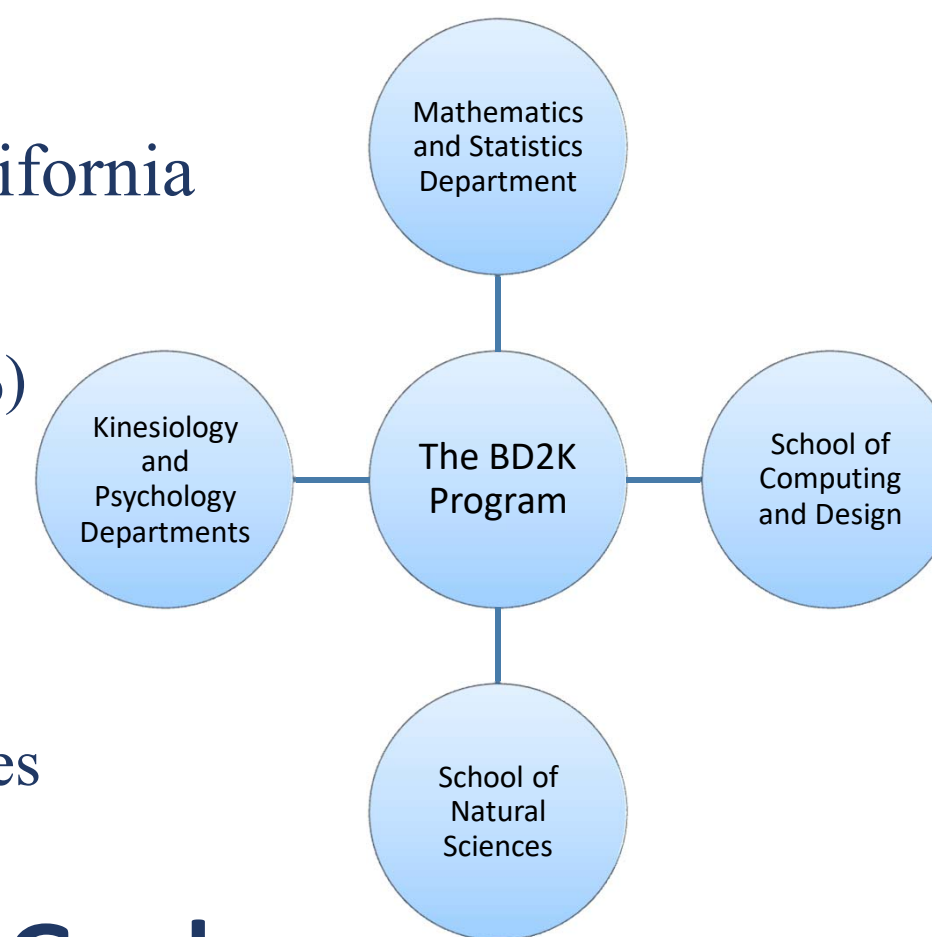 Mathematics
and Statistics
Department
ifornia
)
Kinesiology
and
Psychology
Departments
The BD2K
Program
School of
Computing
and Design
es
School of
Natural
Sciences